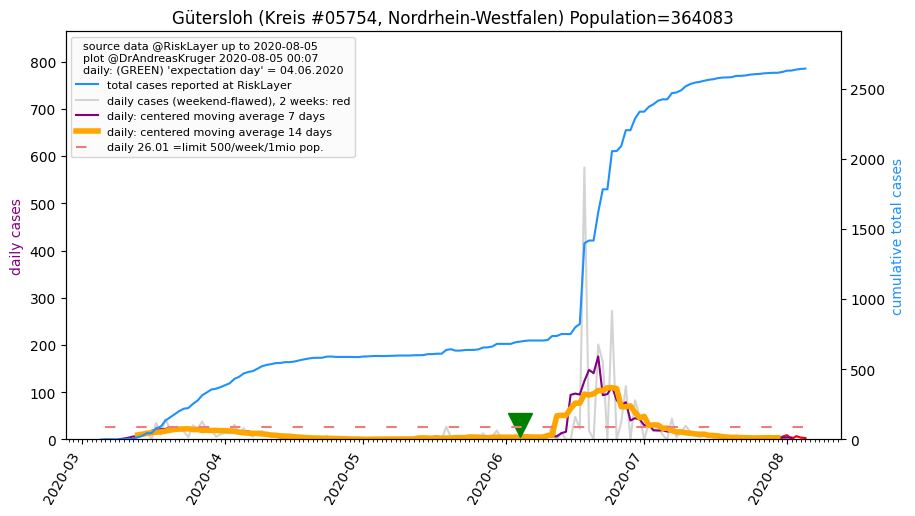 Gütersloh (Kreis #05754, Nordrhein-Westfalen) Population=364083
source data @RiskLayer up to 2020-08-05
plot @DrAndreasKruger 2020-08-05 00:07
daily: (GREEN) 'expectation day' = 04.06.2020
total cases reported at RiskLayer
daily cases (weekend-flawed), 2 weeks: red
daily: centered moving average 7 days
daily: centered moving average 14 days
daily 26.01 =limit 500/week/1mio pop.
daily cases
800
700
600
500
400
300
200
100
0
cumulative total cases
2500
2000
1500
1000
500
0
2020-03
2020-04
2020-05
2020-06
2020-07
2020-08